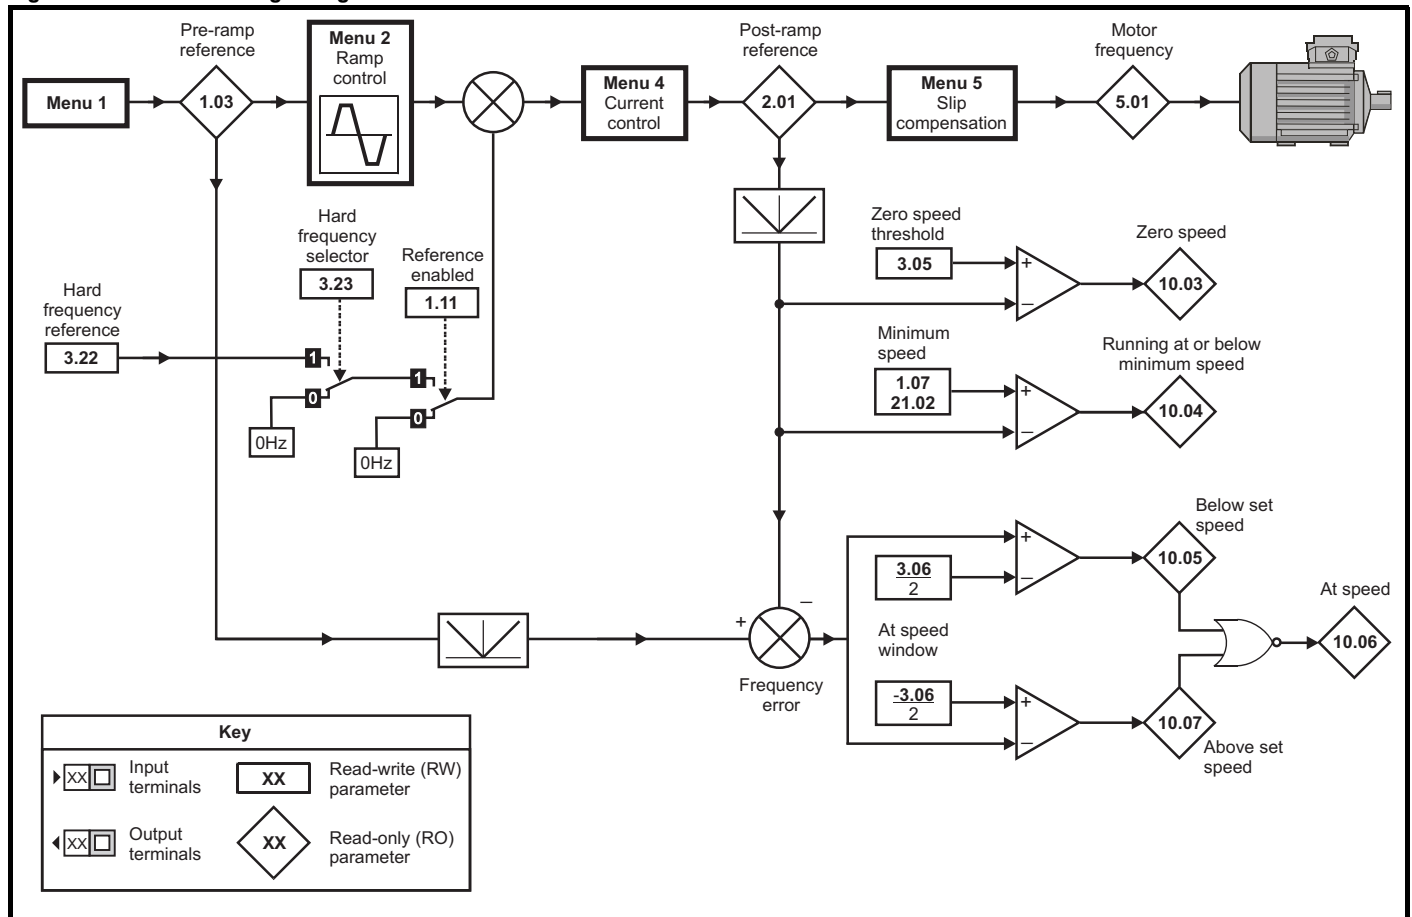 Pre-ramp
reference
Menu 1
1.03
Menu 2
Ramp
control
Menu 4
Current
control
Post-ramp
reference
2.01
Menu 5
Slip
compensation
Motor
frequency
5.01
Hard
frequency
selector
3.23
Reference
enabled
1.11
Hard
frequency
reference
3.22
1
0
0Hz
1
0
0Hz
Zero speed
threshold
3.05
+
–
Zero speed
10.03
Minimum
speed
1.07
21.02
+
–
Running at or below
minimum speed
10.04
+
–
Frequency
error
3.06
2
+
–
Below set
speed
10.05
At speed
window
-3.06
2
+
–
10.07
Above set
speed
At speed
10.06
Key
XX
Input
terminals
XX
Read-write (RW)
parameter
XX
Output
terminals
XX
Read-only (RO)
parameter